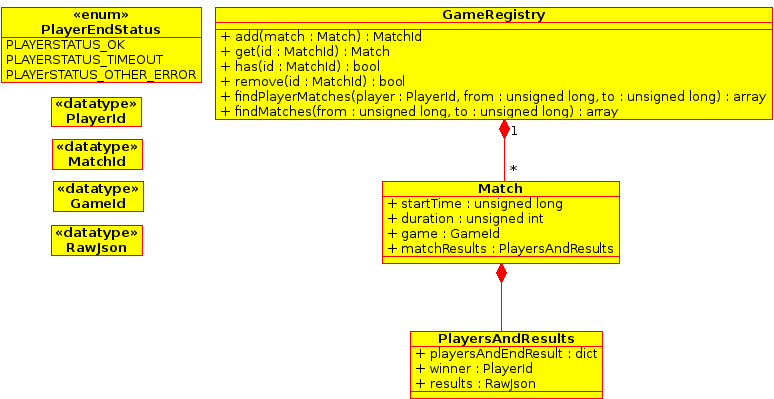 «enum»
PlayerEndStatus
PLAYERSTATUS_OK
PLAYERSTATUS_TIMEOUT
PLAYErSTATUS_OTHER_ERROR
«datatype»
PlayerId
«datatype»
MatchId
«datatype»
GameId
«datatype»
RawJson
GameRegistry
+ add(match : Match) : MatchId
+ get(id : MatchId) : Match
+ has(id : MatchId) : bool
+ remove(id : MatchId) : bool
+ findPlayerMatches(player : PlayerId, from : unsigned long, to : unsigned long) : array
+ findMatches(from : unsigned long, to : unsigned long) : array
1
*
Match
+ startTime : unsigned long
+ duration : unsigned int
+ game : GameId
+ matchResults : PlayersAndResults
PlayersAndResults
+ playersAndEndResult : dict
+ winner : PlayerId
+ results : RawJson